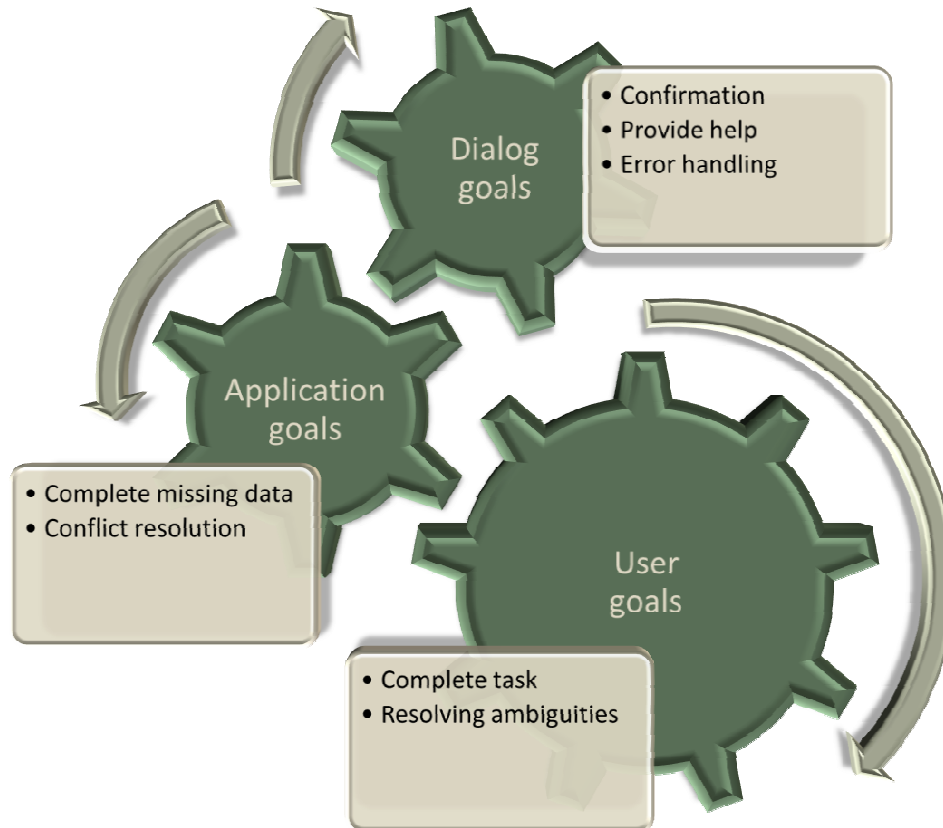 Dialog
goals
• Confirmation
• Provide help
• Error handling
Application
goals
• Complete missing data
• Conflict resolution
User
goals
• Complete task
• Resolving ambiguities